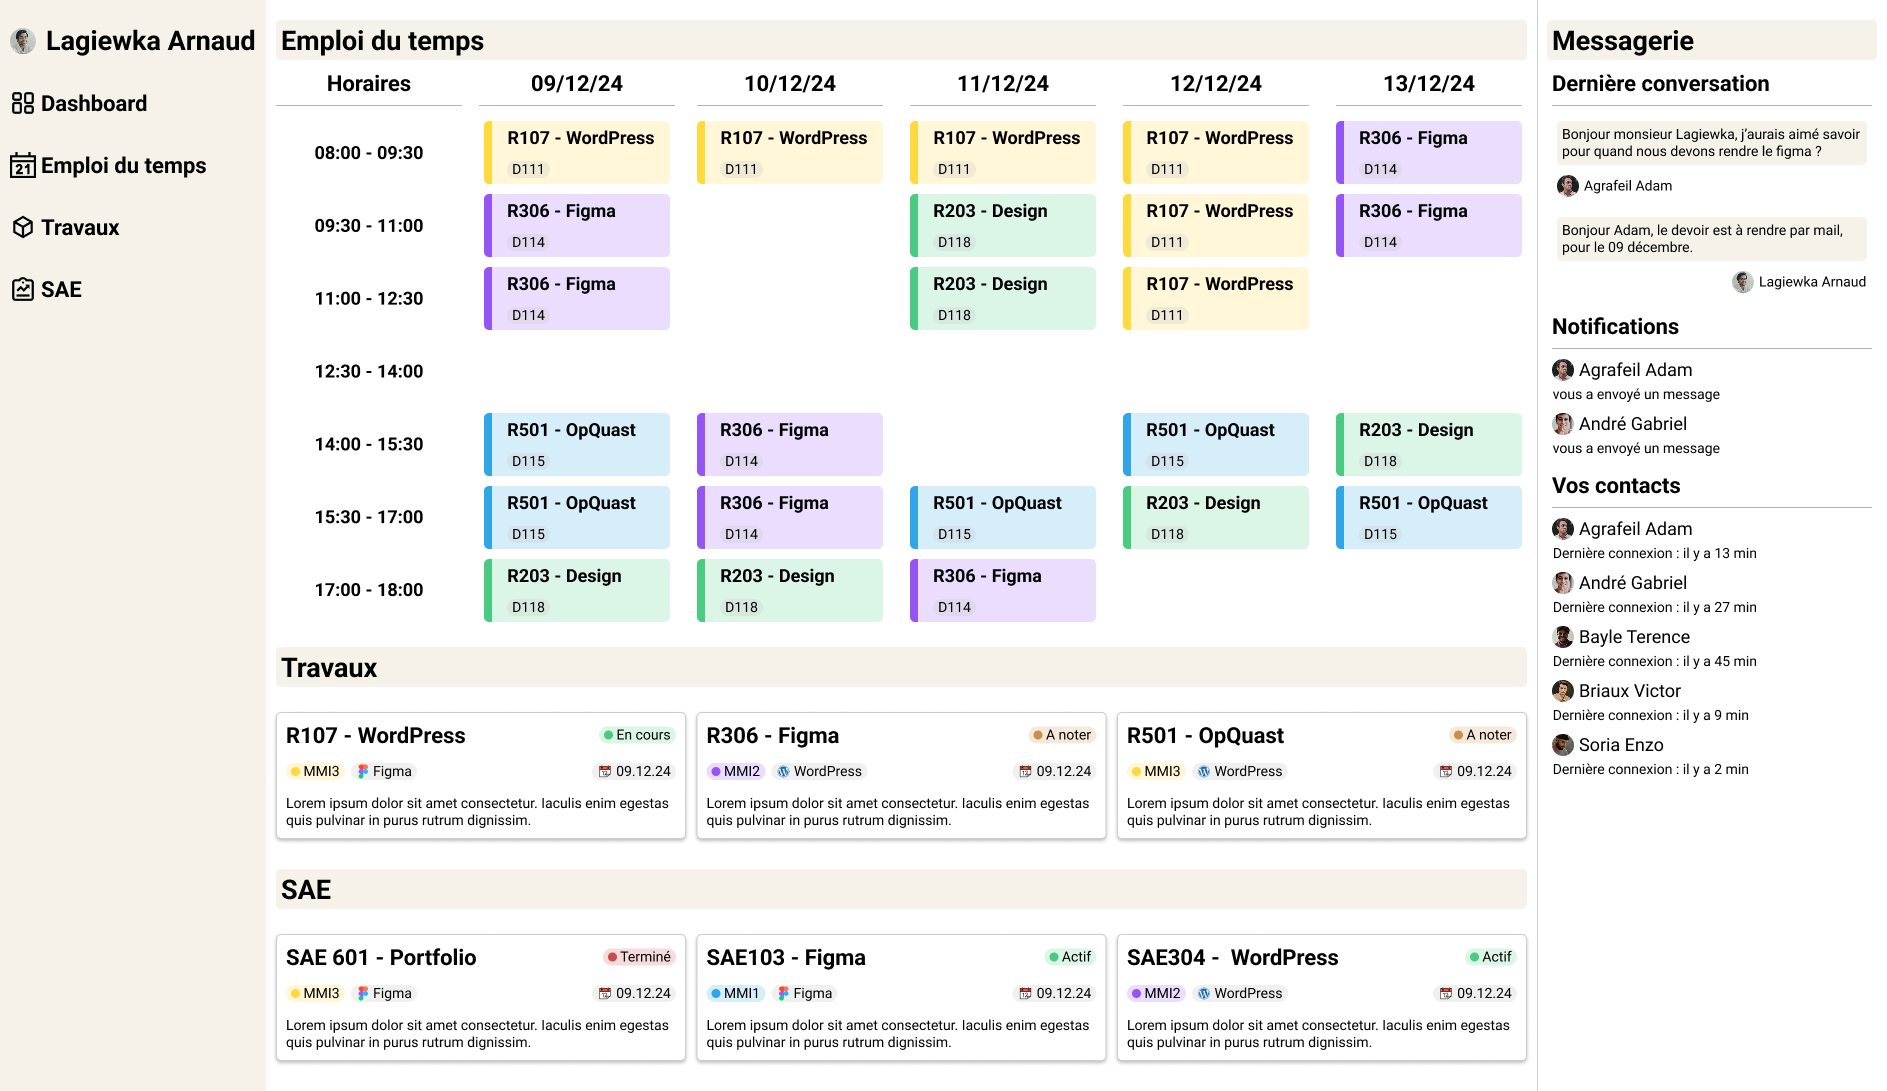 Lagiewka Arnaud
Dashboard
21
Emploi du temps
Travaux
SAE
Emploi du temps
Horaires 09/12/24 10/12/24 11/12/24 12/12/24 13/12/24
08:00 - 09:30
R107 - WordPress
D111
R107 - WordPress
D111
R107 - WordPress
D111
R107 - WordPress
D111
R306 - Figma
D114
09:30 - 11:00
R306 - Figma
D114
R203 - Design
D118
R107 - WordPress
D111
R306 - Figma
D114
11:00 - 12:30
R306 - Figma
D114
R203 - Design
D118
R107 - WordPress
D111
12:30 - 14:00
14:00 - 15:30
R501 - OpQuast
D115
R306 - Figma
D114
R501 - OpQuast
D115
R203 - Design
D118
15:30 - 17:00
R501 - OpQuast
D115
R306 - Figma
D114
R501 - OpQuast
D115
R203 - Design
D118
R501 - OpQuast
D115
17:00 - 18:00
R203 - Design
D118
R203 - Design
D118
R306 - Figma
D114
Travaux
R107 - WordPress En cours
MMI3 Figma 09.12.24
Lorem ipsum dolor sit amet consectetur. Iaculis enim egestas
quis pulvinar in purus rutrum dignissim.
R306 - Figma A noter
MMI2 WordPress 09.12.24
Lorem ipsum dolor sit amet consectetur. Iaculis enim egestas
quis pulvinar in purus rutrum dignissim.
R501 - OpQuast A noter
MMI3 WordPress 09.12.24
Lorem ipsum dolor sit amet consectetur. Iaculis enim egestas
quis pulvinar in purus rutrum dignissim.
SAE
SAE 601 - Portfolio Terminé
MMI3 Figma 09.12.24
Lorem ipsum dolor sit amet consectetur. Iaculis enim egestas
quis pulvinar in purus rutrum dignissim.
SAE103 - Figma Actif
MMI1 Figma 09.12.24
Lorem ipsum dolor sit amet consectetur. Iaculis enim egestas
quis pulvinar in purus rutrum dignissim.
SAE304 - WordPress Actif
MMI2 WordPress 09.12.24
Lorem ipsum dolor sit amet consectetur. Iaculis enim egestas
quis pulvinar in purus rutrum dignissim.
Messagerie
Dernière conversation
Bonjour monsieur Lagiewka, j'aurais aimé savoir
pour quand nous devons rendre le figma ?
Agrafeil Adam
Bonjour Adam, le devoir est à rendre par mail,
pour le 09 décembre.
Lagiewka Arnaud
Notifications
Agrafeil Adam
vous a envoyé un message
André Gabriel
vous a envoyé un message
Vos contacts
Agrafeil Adam
Dernière connexion : il y a 13 min
André Gabriel
Dernière connexion : il y a 27 min
Bayle Terence
Dernière connexion : il y a 45 min
Briaux Victor
Dernière connexion : il y a 9 min
Soria Enzo
Dernière connexion : il y a 2 min